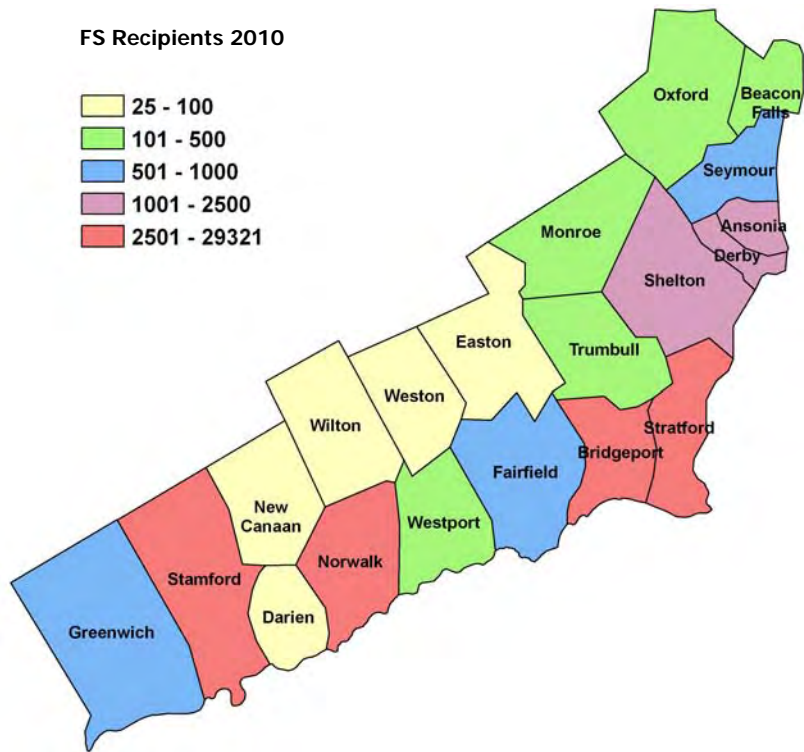 FS Recipients 2010
25 - 100
101 - 500
501 - 1000
1001 - 2500
2501 - 29321
Oxford
Beacon
Falls
Seymour
Ansonia
Derby
Monroe
Shelton
Easton
Trumbull
Weston
Wilton
Stratford
Bridgeport
Fairfield
New
Canaan
Westport
Norwalk
Stamford
Darien
Greenwich